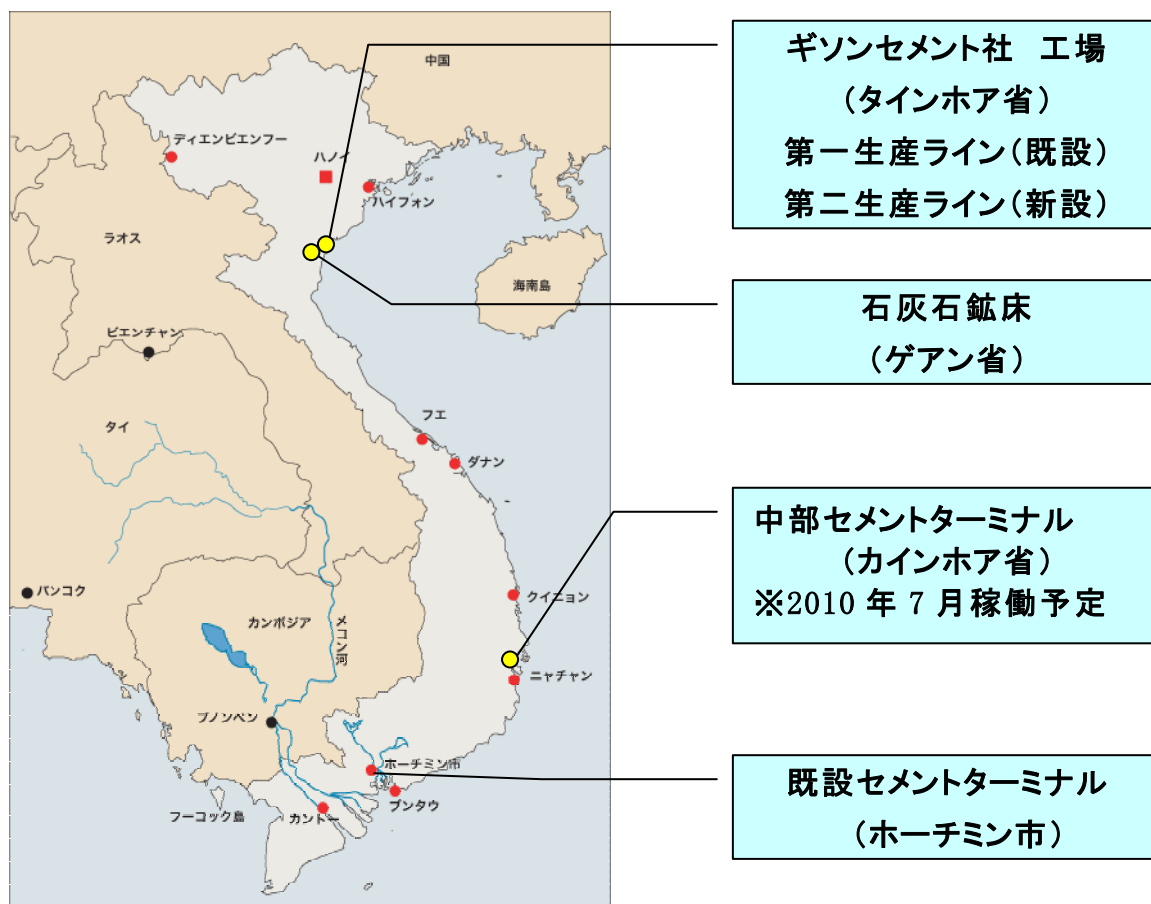 中国
ディエンビエンフー
ハノイ
ハイフォン
ラオス
海南島
ビエンチャン
タイ
フエ
ダナン
バンコク
クイニョン
カンボジア
メコン河
ニャチャン
プノンペン
ホーチミン市
ブンタウ
フーコック島
カントー
ギソンセメント社 工場
（タインホア省）
第一生産ライン（既設）
第二生産ライン（新設）
石灰石鉱床
（ゲアン省）
中部セメントターミナル
（カインホア省）
※2010 年 7 月稼働予定
既設セメントターミナル
（ホーチミン市）